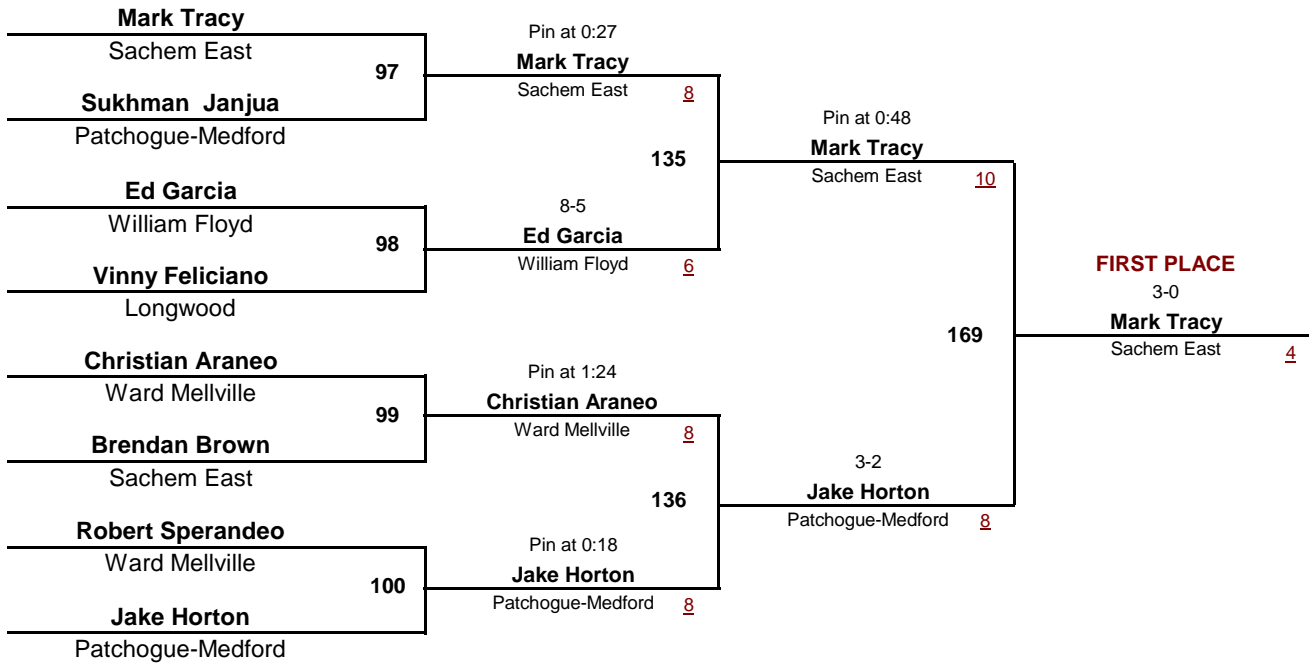 Mark Tracy
Sachem East
97
Sukhman Janjua
Patchogue-Medford
Ed Garcia
William Floyd
98
Vinny Feliciano
Longwood
Christian Araneo
Ward Mellville
99
Brendan Brown
Sachem East
Robert Sperandeo
Ward Mellville
100
Jake Horton
Patchogue-Medford
Pin at 0:27
Mark Tracy
Sachem East 8
135
8-5
Ed Garcia
William Floyd 6
Pin at 1:24
Christian Araneo
Ward Mellville 8
136
Pin at 0:18
Jake Horton
Patchogue-Medford 8
Pin at 0:48
Mark Tracy
Sachem East 10
169
3-2
Jake Horton
Patchogue-Medford 8
FIRST PLACE
3-0
Mark Tracy
Sachem East 4